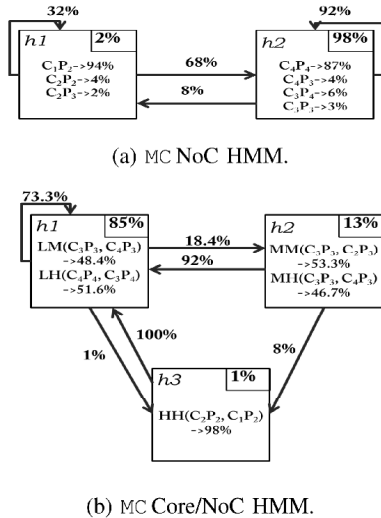 32%
92%
h1 2%
h2 98%
C₁P₂->94%
C₂P₂->4%
C₂P₃->2%
68%
8%
C₄P₄->87%
C₄P₃->4%
C₃P₄->6%
C₃P₃->3%
(a) MC NoC HMM.
73.3%
h1 85%
h2 13%
LM(C₃P₃, C₄P₃)
->48.4%
LH(C₄P₄, C₃P₄)
->51.6%
18.4%
92%
MM(C₃P₃, C₂P₃)
->53.3%
MH(C₃P₃, C₄P₃)
->46.7%
1%
100%
8%
h3 1%
HH(C₂P₂, C₁P₂)
->98%
(b) MC Core/NoC HMM.